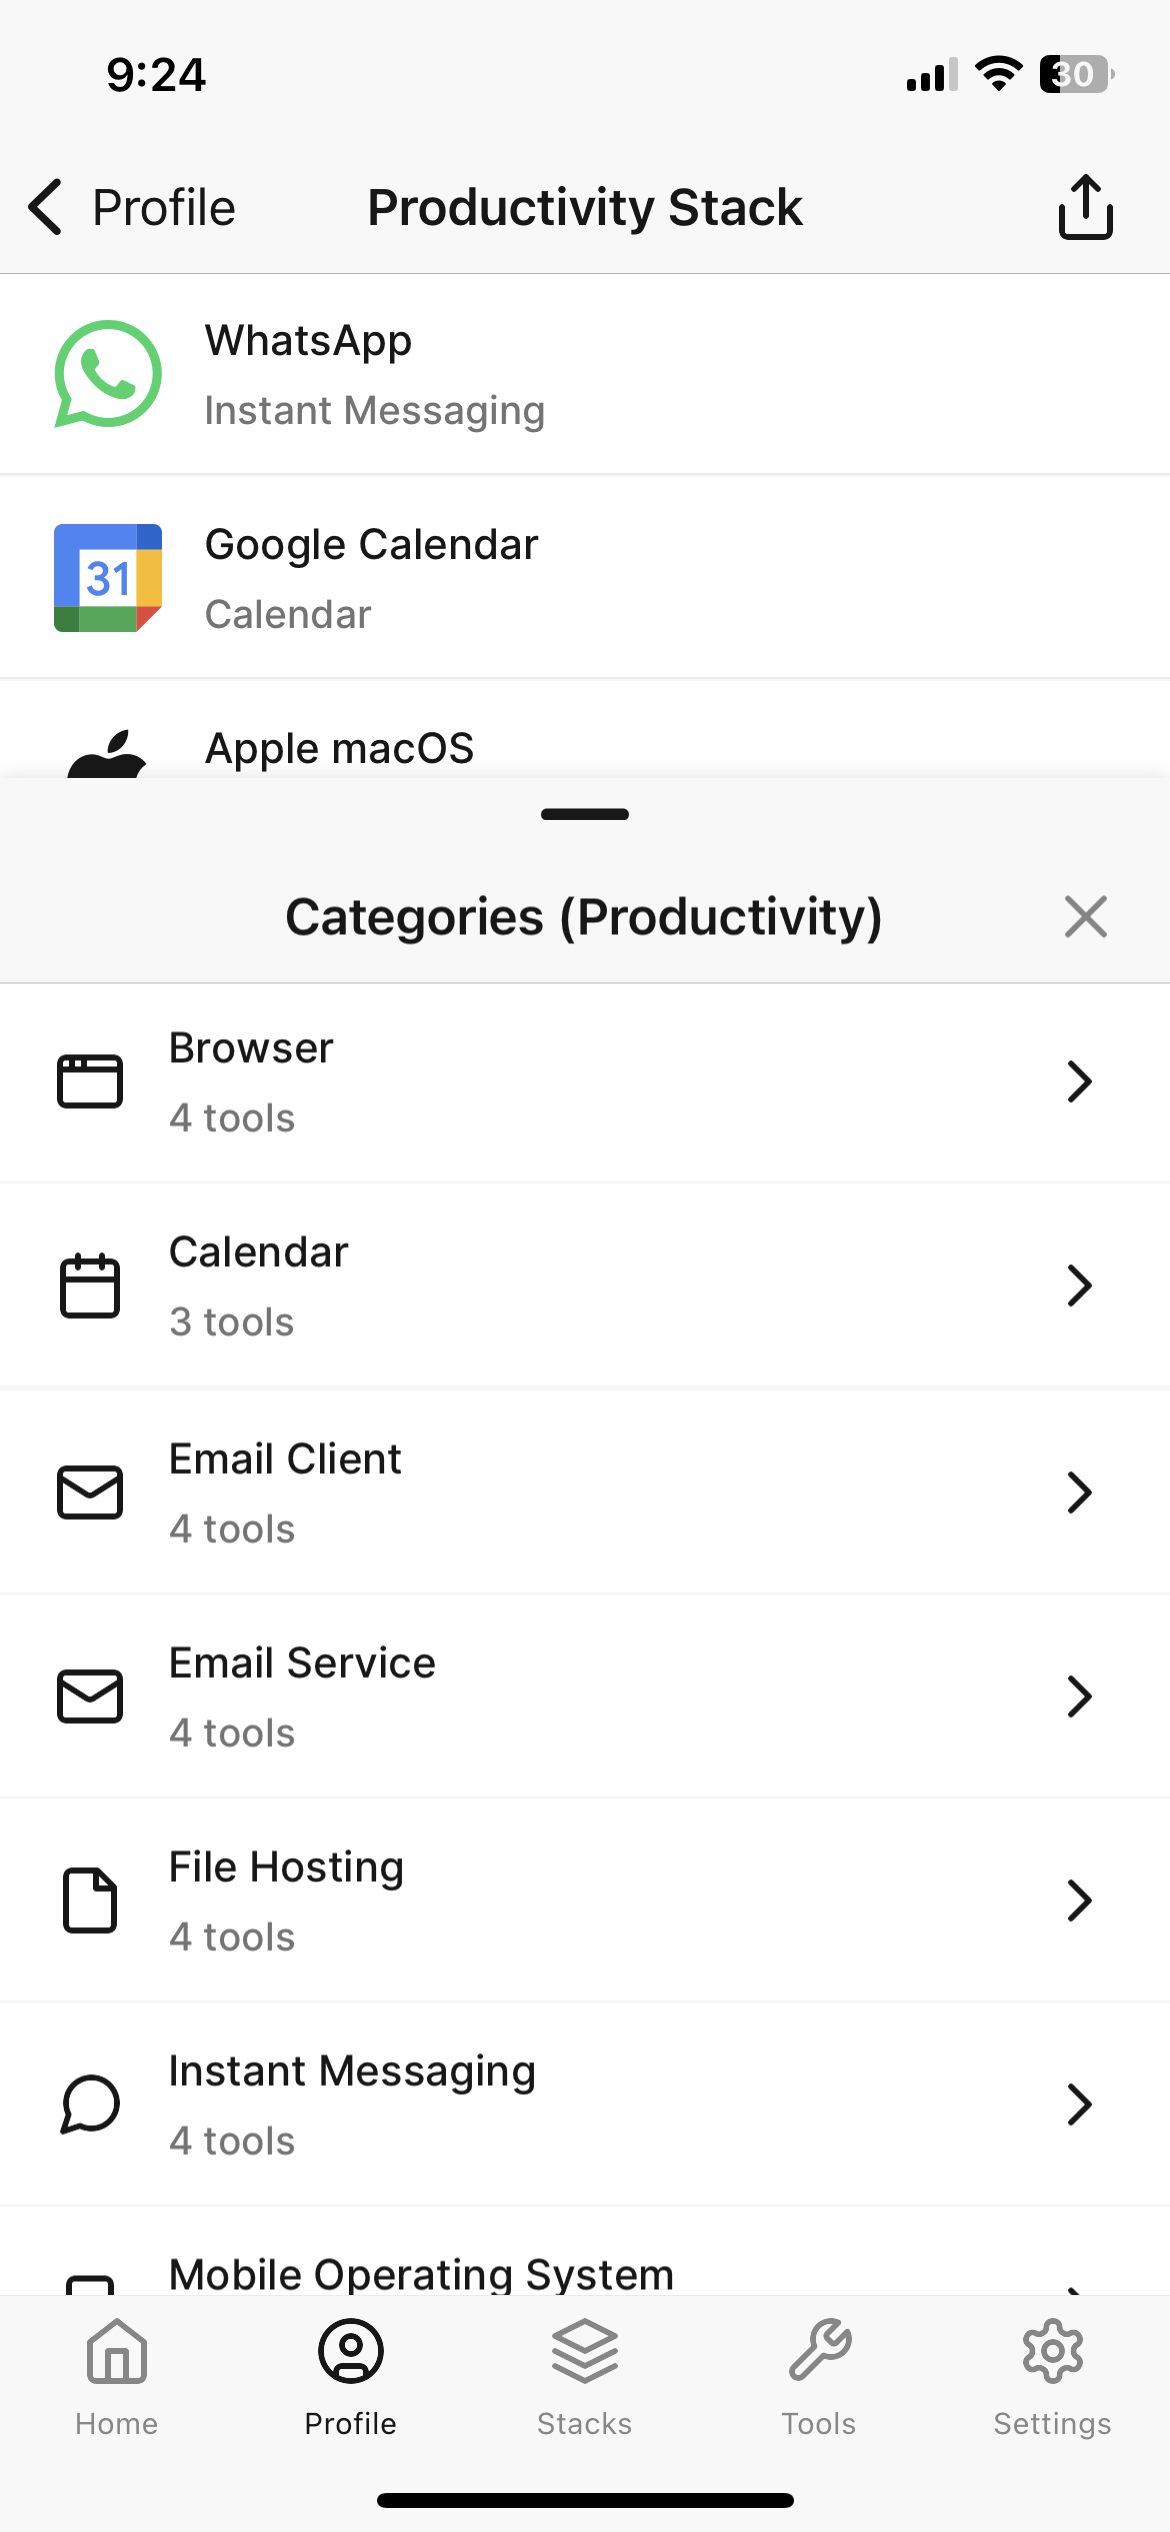 9:24
30
Profile
Productivity Stack
WhatsApp
Instant Messaging
31
Google Calendar
Calendar
Apple macOS
Categories (Productivity)
Browser
4 tools
Calendar
3 tools
Email Client
4 tools
Email Service
4 tools
File Hosting
4 tools
Instant Messaging
4 tools
Mobile Operating System
Home
Profile
Stacks
Tools
Settings